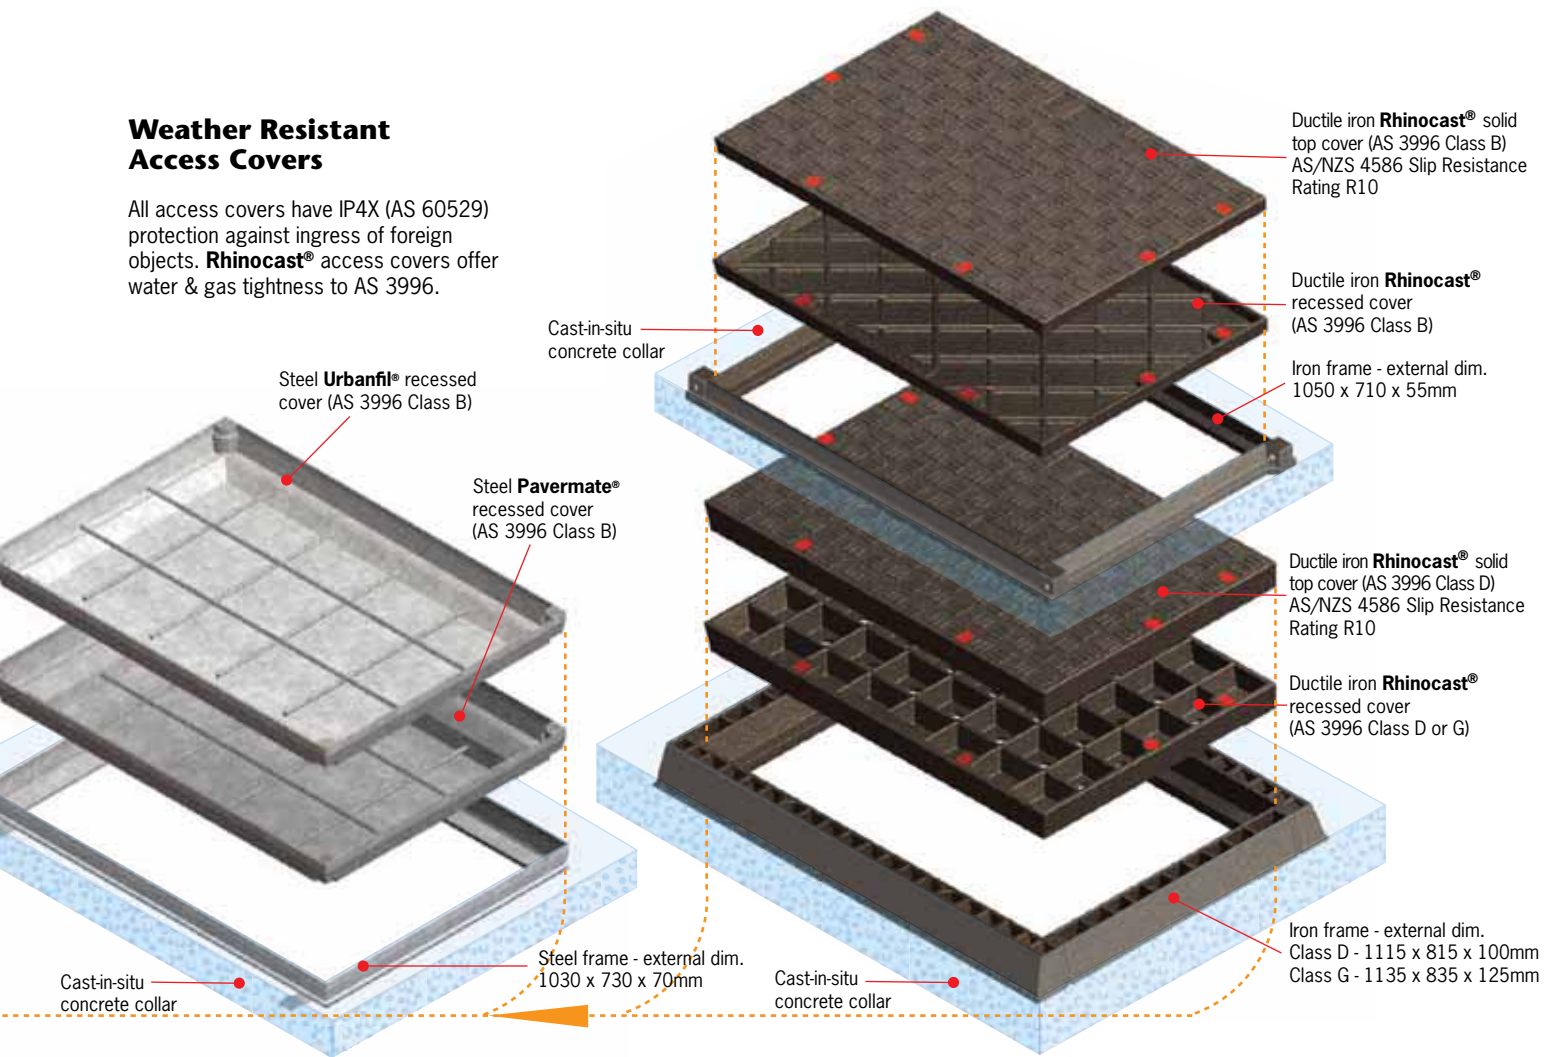 Weather Resistant
Access Covers
All access covers have IP4X (AS 60529)
protection against ingress of foreign
objects. Rhinocast® access covers offer
water & gas tightness to AS 3996.
Steel Urbanfil® recessed
cover (AS 3996 Class B)
Steel Pavermate®
recessed cover
(AS 3996 Class B)
Steel frame - external dim.
1030 x 730 x 70mm
Cast-in-situ
concrete collar
Cast-in-situ
concrete collar
Ductile iron Rhinocast® solid
top cover (AS 3996 Class B)
AS/NZS 4586 Slip Resistance
Rating R10
Ductile iron Rhinocast®
recessed cover
(AS 3996 Class B)
Iron frame - external dim.
1050 x 710 x 55mm
Ductile iron Rhinocast® solid
top cover (AS 3996 Class D)
AS/NZS 4586 Slip Resistance
Rating R10
Ductile iron Rhinocast®
recessed cover
(AS 3996 Class D or G)
Iron frame - external dim.
Class D - 1115 x 815 x 100mm
Class G - 1135 x 835 x 125mm
Cast-in-situ
concrete collar